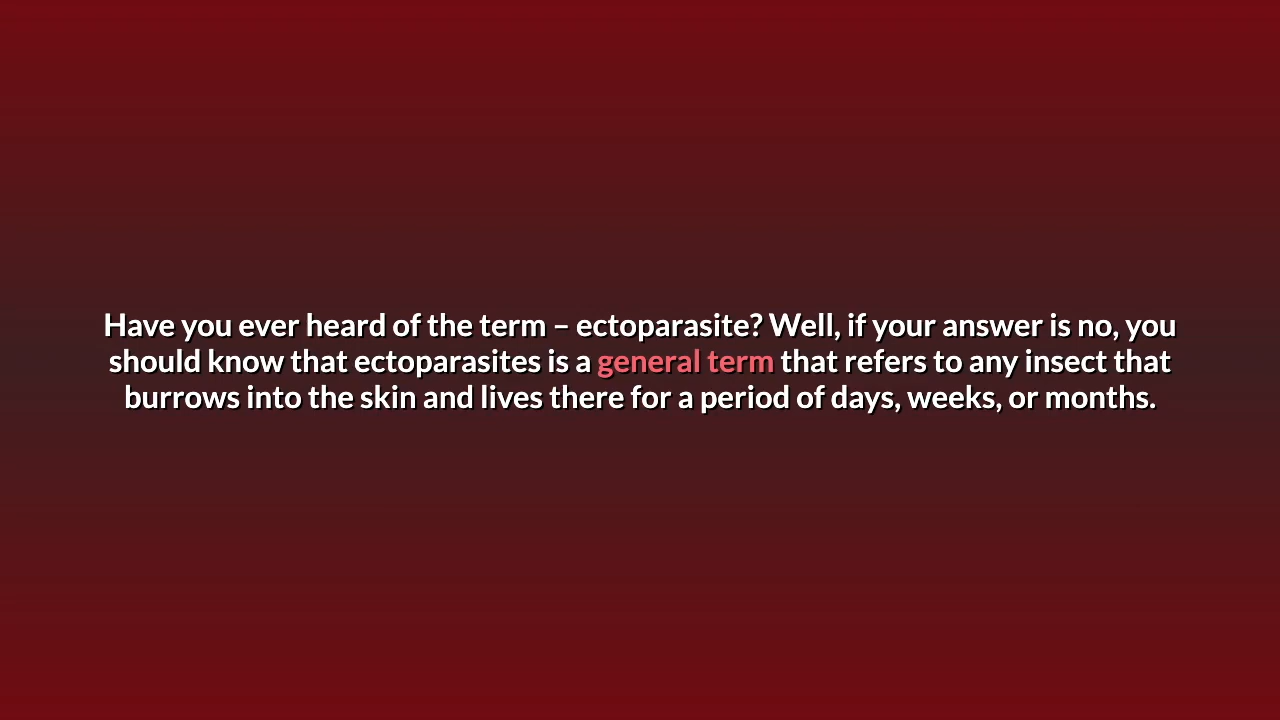 Have you ever heard of the term – ectoparasite? Well, if your answer is no, you
should know that ectoparasites is a general term that refers to any insect that
burrows into the skin and lives there for a period of days, weeks, or months.